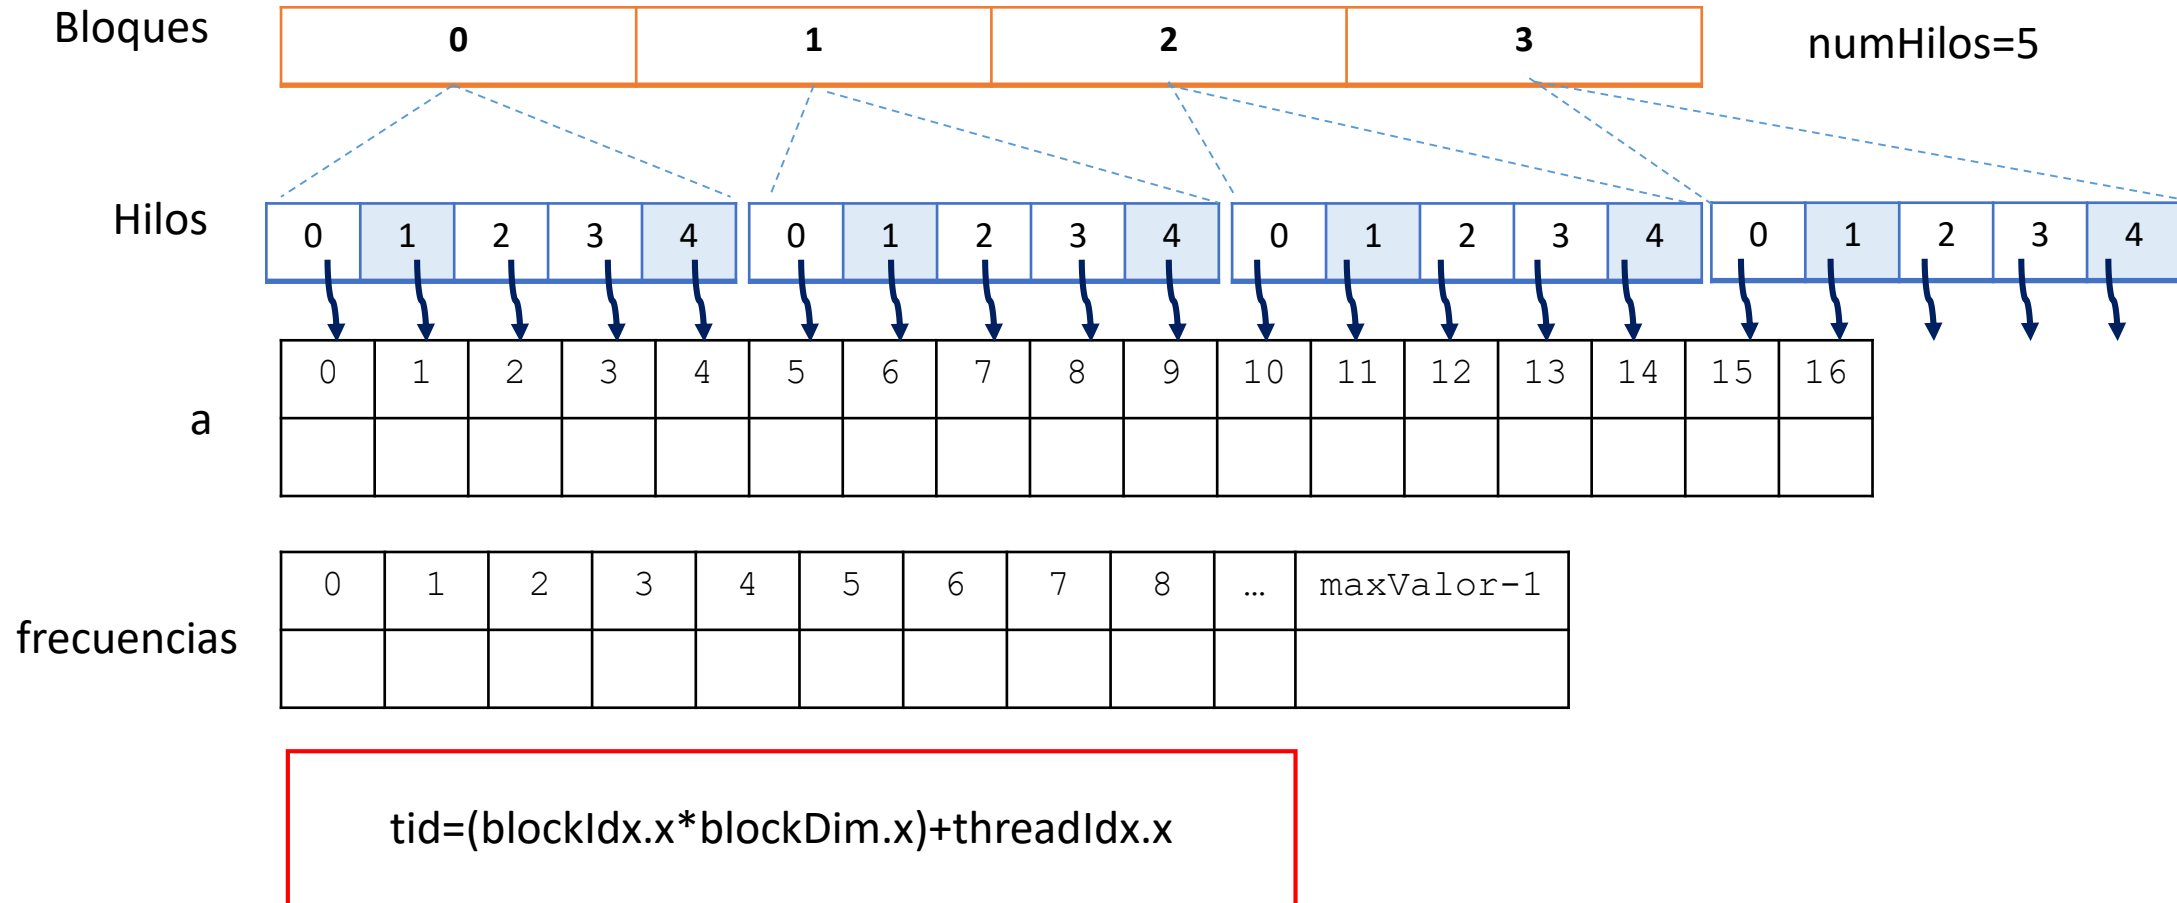 Bloques 0 1 2 3 numHilos=5
Hilos 0 1 2 3 4 0 1 2 3 4 0 1 2 3 4 0 1 2 3 4
0 1 2 3 4 5 6 7 8 9 10 11 12 13 14 15 16
a
0 1 2 3 4 5 6 7 8 … maxValor-1
frecuencias
tid=(blockIdx.x*blockDim.x)+threadIdx.x